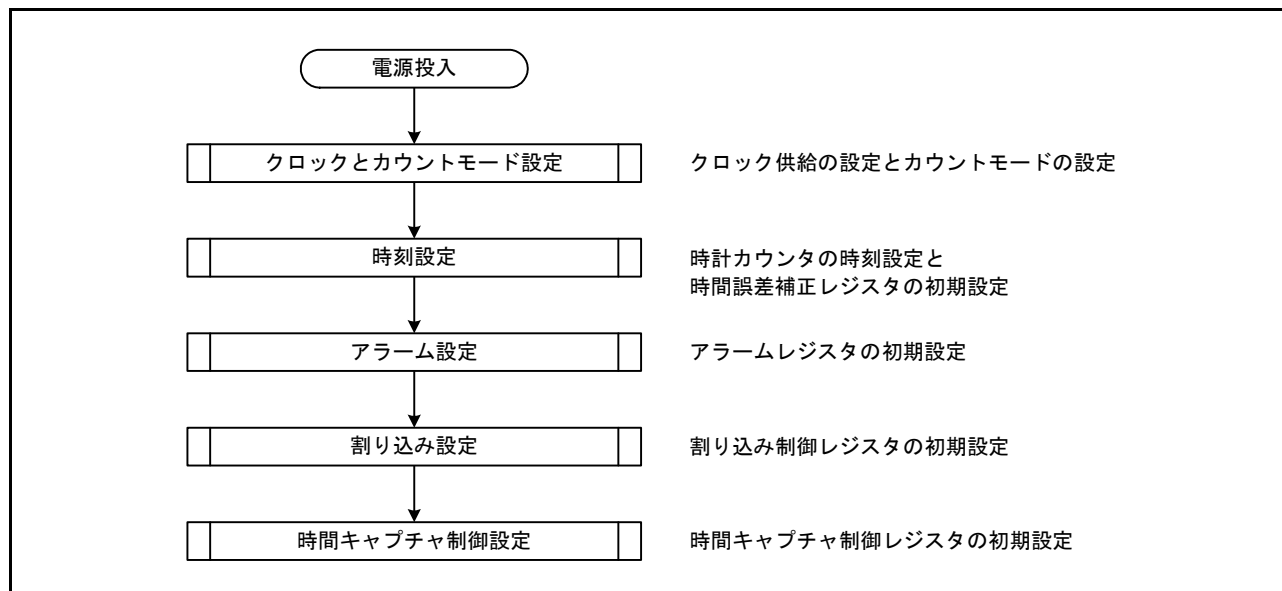 電源投入
クロックとカウントモード設定
クロック供給の設定とカウントモードの設定
時刻設定
時計カウンタの時刻設定と
時間誤差補正レジスタの初期設定
アラーム設定
アラームレジスタの初期設定
割り込み設定
割り込み制御レジスタの初期設定
時間キャプチャ制御設定
時間キャプチャ制御レジスタの初期設定